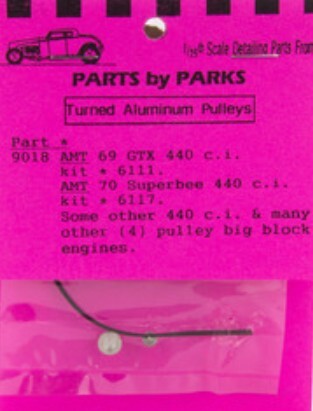 1/25th Scale Detailing Parts From
PARTS by PARKS
Turned Aluminum Pulleys
Part *
9018 AMT 69 GTX 440 c.i.
kit * 6111.
AMT 70 Superbee 440 c.i.
kit * 6117.
Some other 440 c.i. & many
other (4) pulley big block
engines.